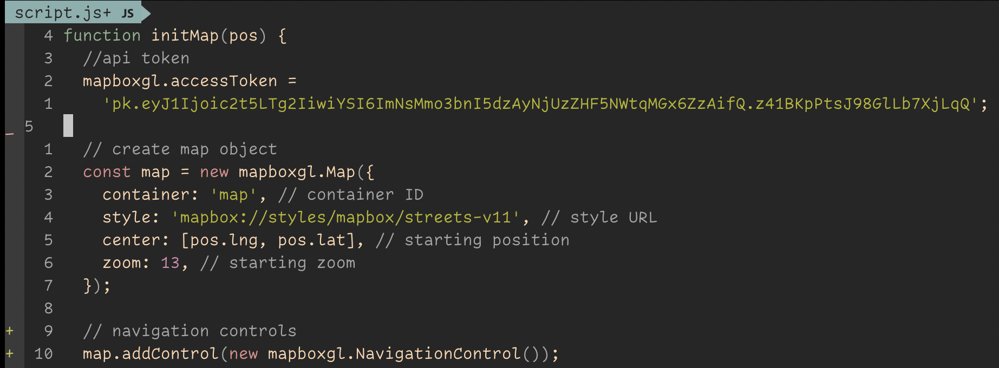 script.js+ JS
4 function initMap(pos) {
3 //api token
2 mapboxgl.accessToken =
1 'pk.eyJ1Ijoic2t5LTg2IiwiYSI6ImNsMmo3bnI5dzAyNjUzZHF5NWtqMGx6ZzAifQ.z41BKpPtsJ98GlLb7XjLqQ';
_ 5
1 // create map object
2 const map = new mapboxgl.Map({
3 container: 'map', // container ID
4 style: 'mapbox://styles/mapbox/streets-v11', // style URL
5 center: [pos.lng, pos.lat], // starting position
6 zoom: 13, // starting zoom
7 });
8
+ 9 // navigation controls
+ 10 map.addControl(new mapboxgl.NavigationControl());